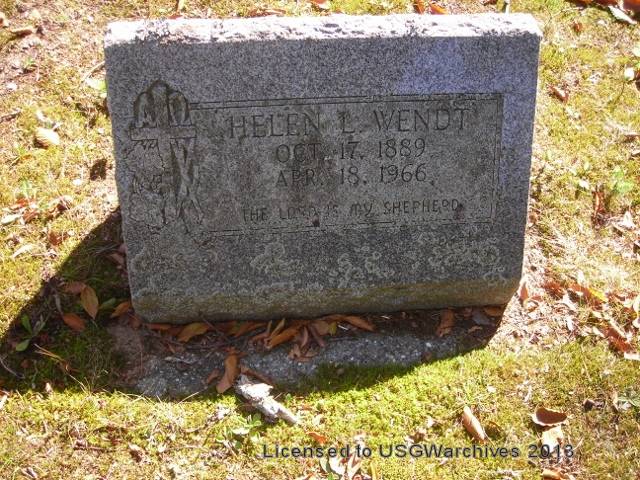 HELEN L. WENDT
OCT. 17, 1889
APR. 18, 1966
THE LORD IS MY SHEPHERD
Licensed to USGWarchives 2013